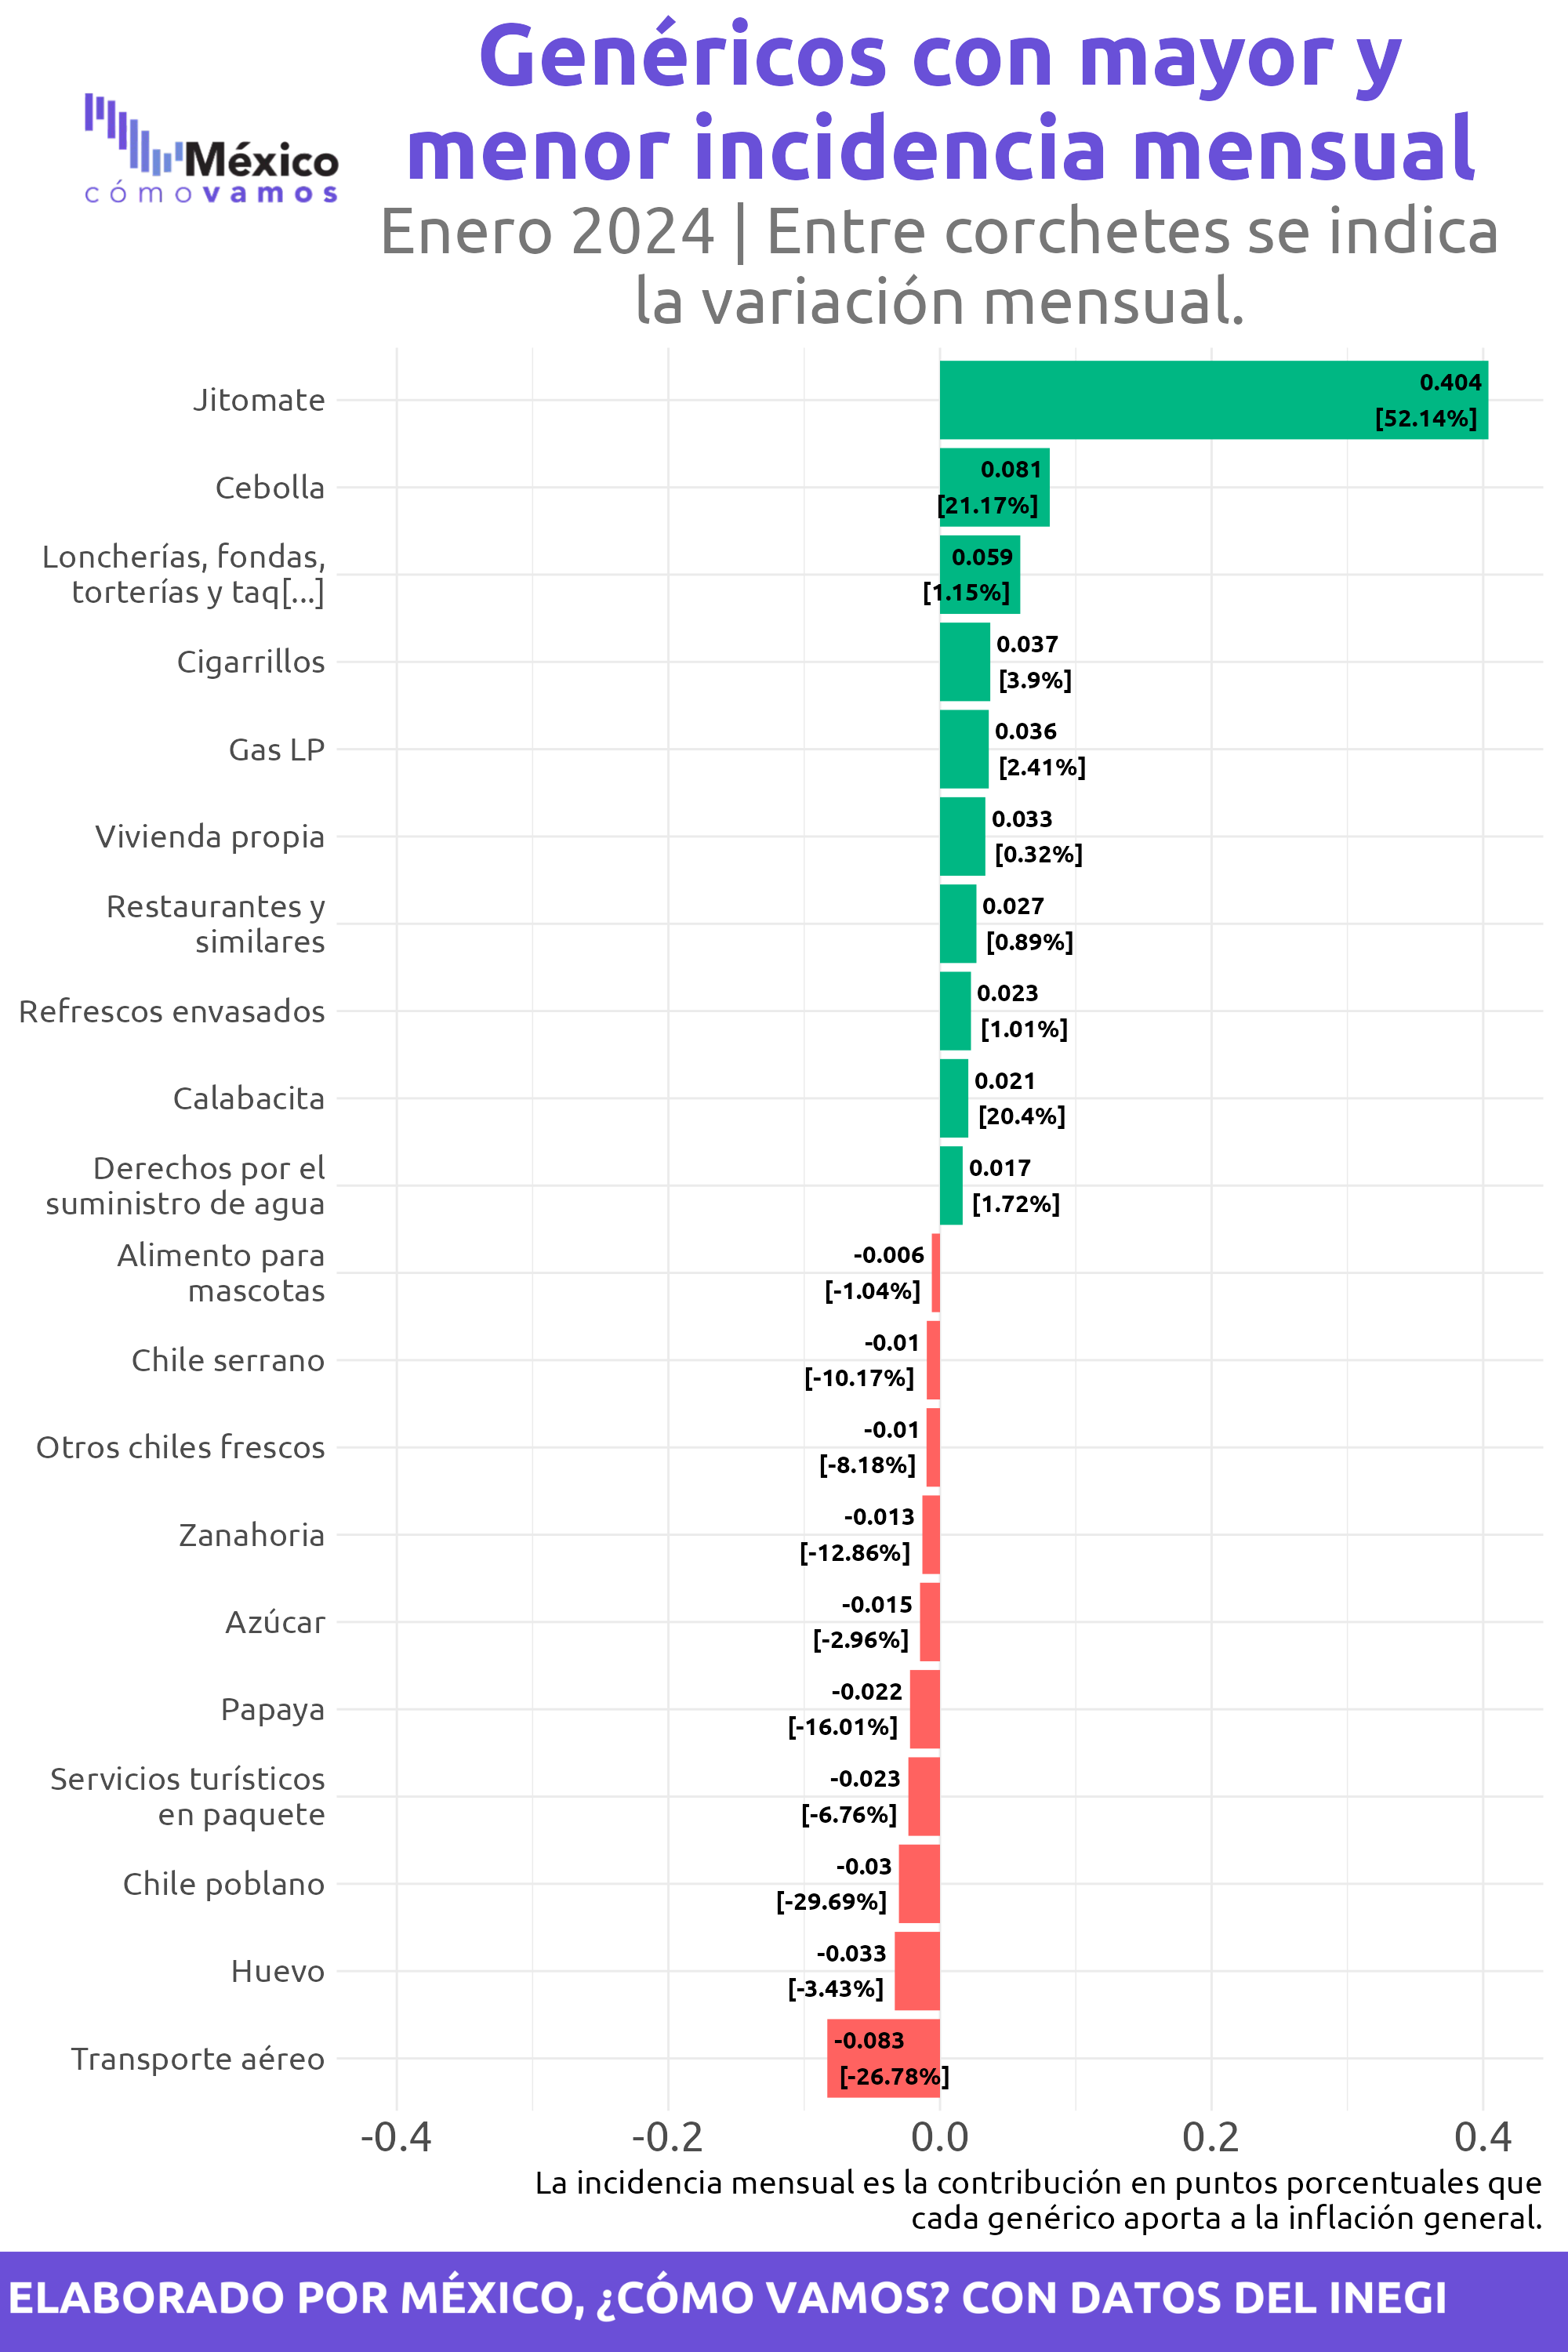 Genéricos con mayor y
menor incidencia mensual
México
cómovamos
Enero 2024 | Entre corchetes se indica
la variación mensual.
Jitomate
0.404
[52.14%]
Cebolla
0.081
[21.17%]
Loncherías, fondas,
torterías y taq[...]
0.059
[1.15%]
Cigarrillos
0.037
[3.9%]
Gas LP
0.036
[2.41%]
Vivienda propia
0.033
[0.32%]
Restaurantes y
similares
0.027
[0.89%]
Refrescos envasados
0.023
[1.01%]
Calabacita
0.021
[20.4%]
Derechos por el
suministro de agua
0.017
[1.72%]
Alimento para
mascotas
-0.006
[-1.04%]
Chile serrano
-0.01
[-10.17%]
Otros chiles frescos
-0.01
[-8.18%]
Zanahoria
-0.013
[-12.86%]
Azúcar
-0.015
[-2.96%]
Papaya
-0.022
[-16.01%]
Servicios turísticos
en paquete
-0.023
[-6.76%]
Chile poblano
-0.03
[-29.69%]
Huevo
-0.033
[-3.43%]
Transporte aéreo
-0.083
[-26.78%]
-0.4 -0.2 0.0 0.2 0.4
La incidencia mensual es la contribución en puntos porcentuales que
cada genérico aporta a la inflación general.
ELABORADO POR MÉXICO, ¿CÓMO VAMOS? CON DATOS DEL INEGI